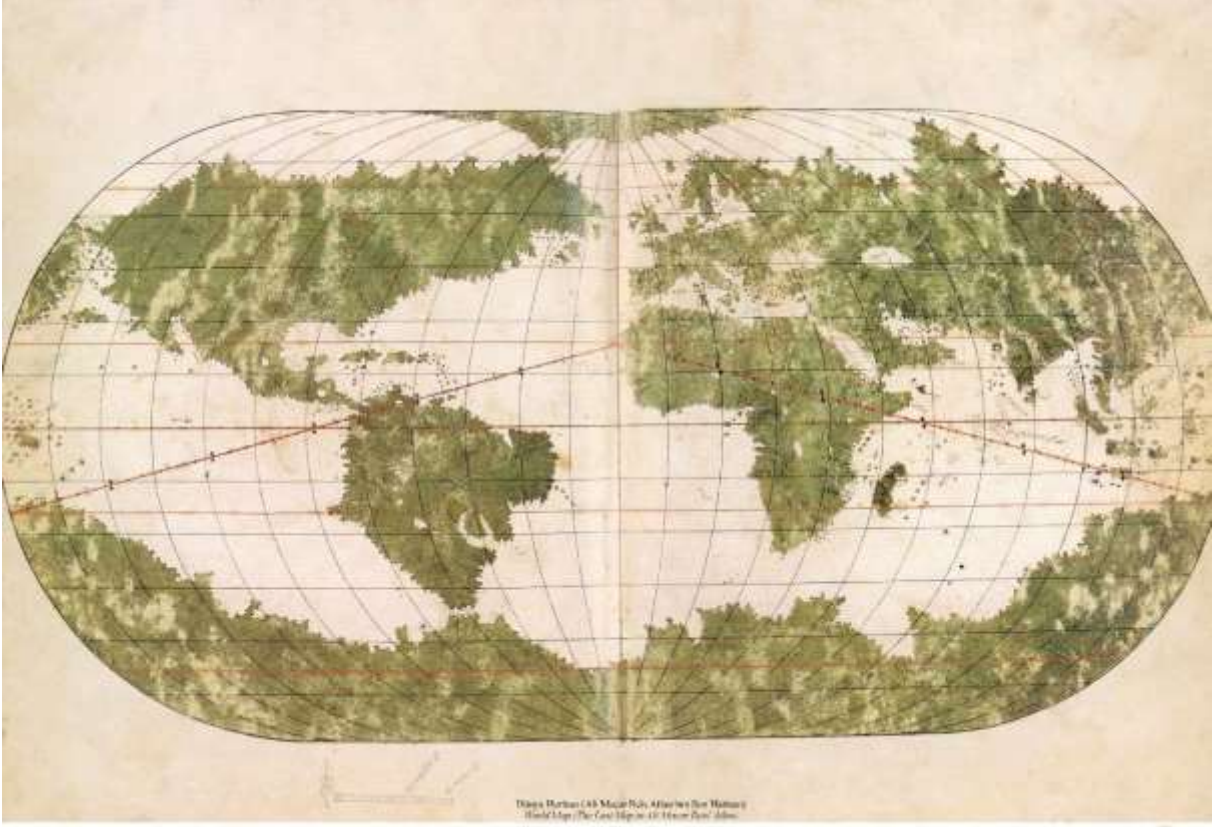 Dünya Haritası (Ali Macar Reis Atlası'nın Son Haritası)
World Map (The Last Map in Ali Macar Reis' Atlas)